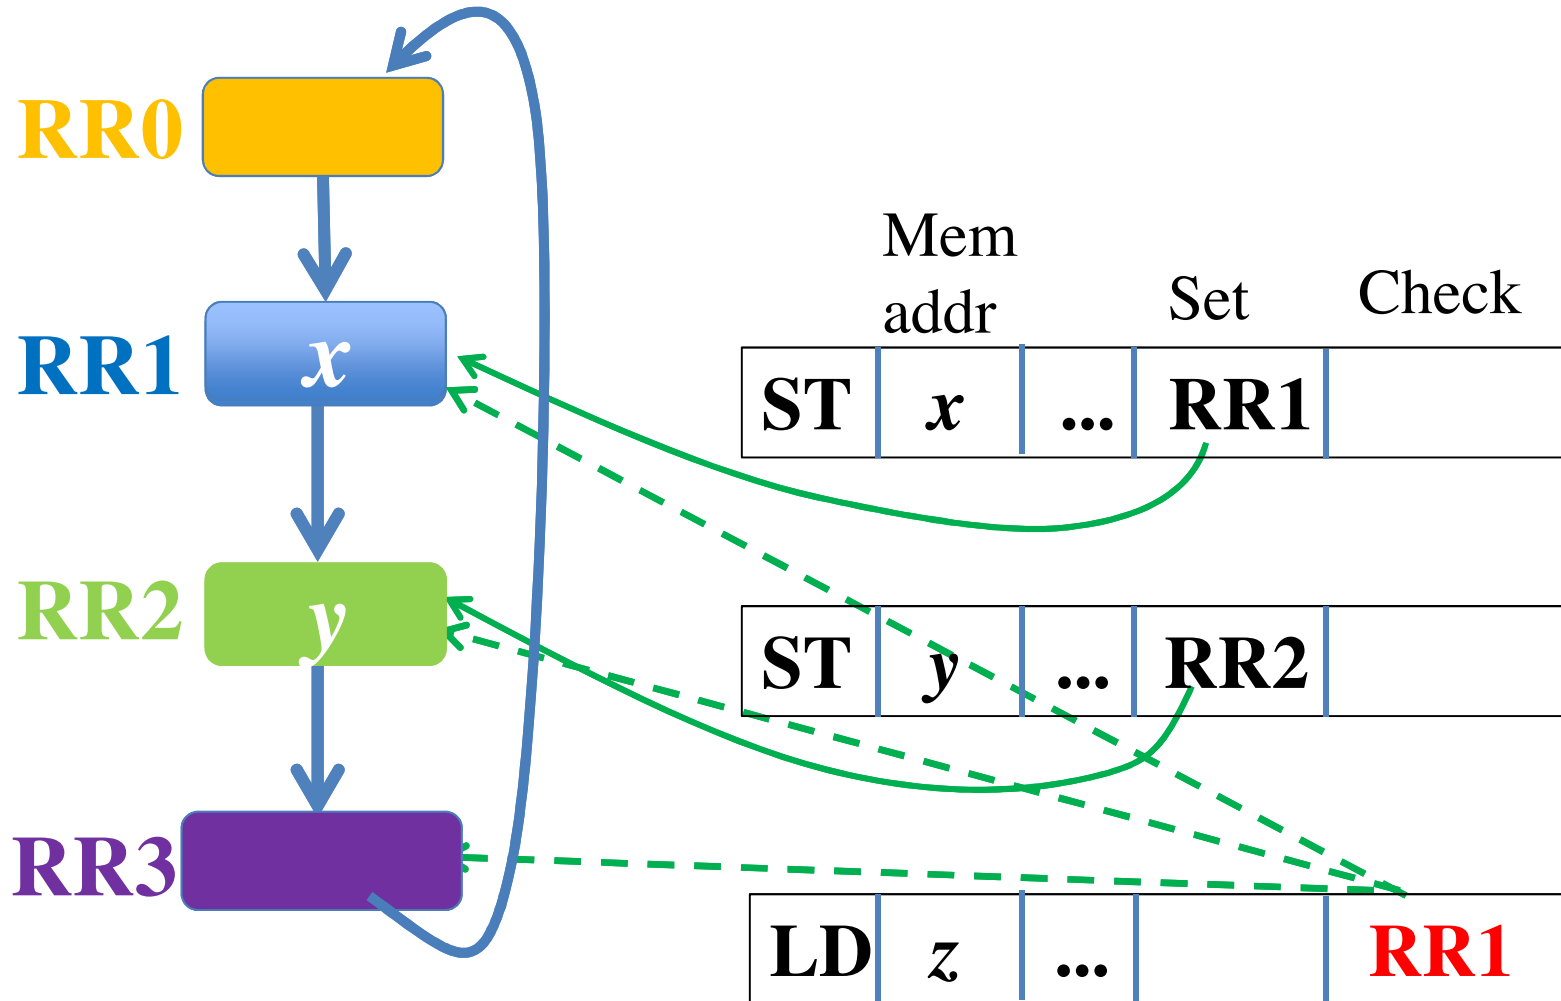 RR0
RR1
x
RR2
y
RR3
Mem
addr
Set
Check
ST x ... RR1
ST y ... RR2
LD z ... RR1